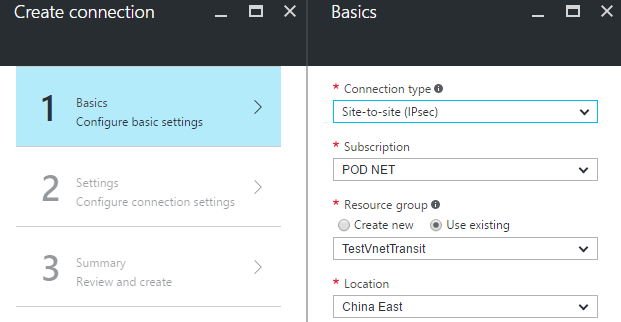 Create connection
1
Basics
Configure basic settings
2
Settings
Configure connection settings
3
Summary
Review and create
Basics
* Connection type
Site-to-site (IPsec)
* Subscription
POD NET
* Resource group
Create new Use existing
TestVnetTransit
* Location
China East